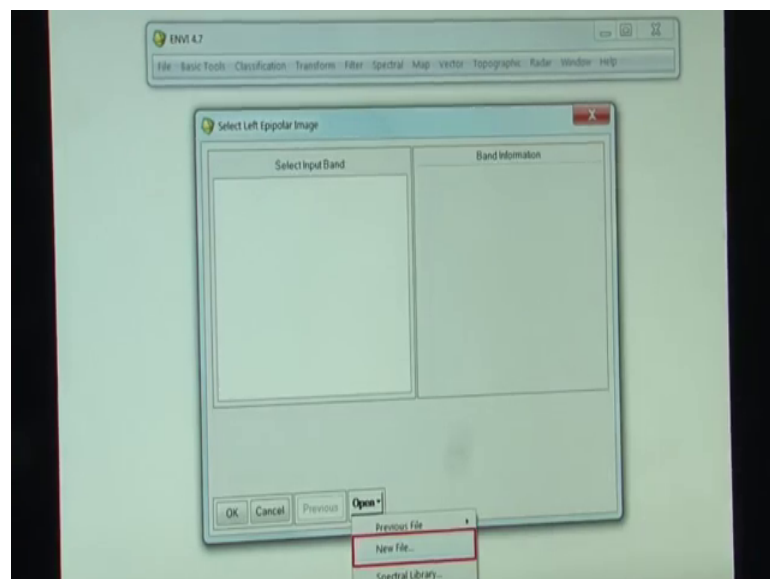 ENVI 4.7
File Basic Tools Classification Transform Filter Spectral Map Vector Topographic Radar Window Help
Select Left Epipolar Image
Select Input Band
Band Information
OK Cancel Previous Open
Previous File
New File...
Spectral Library...